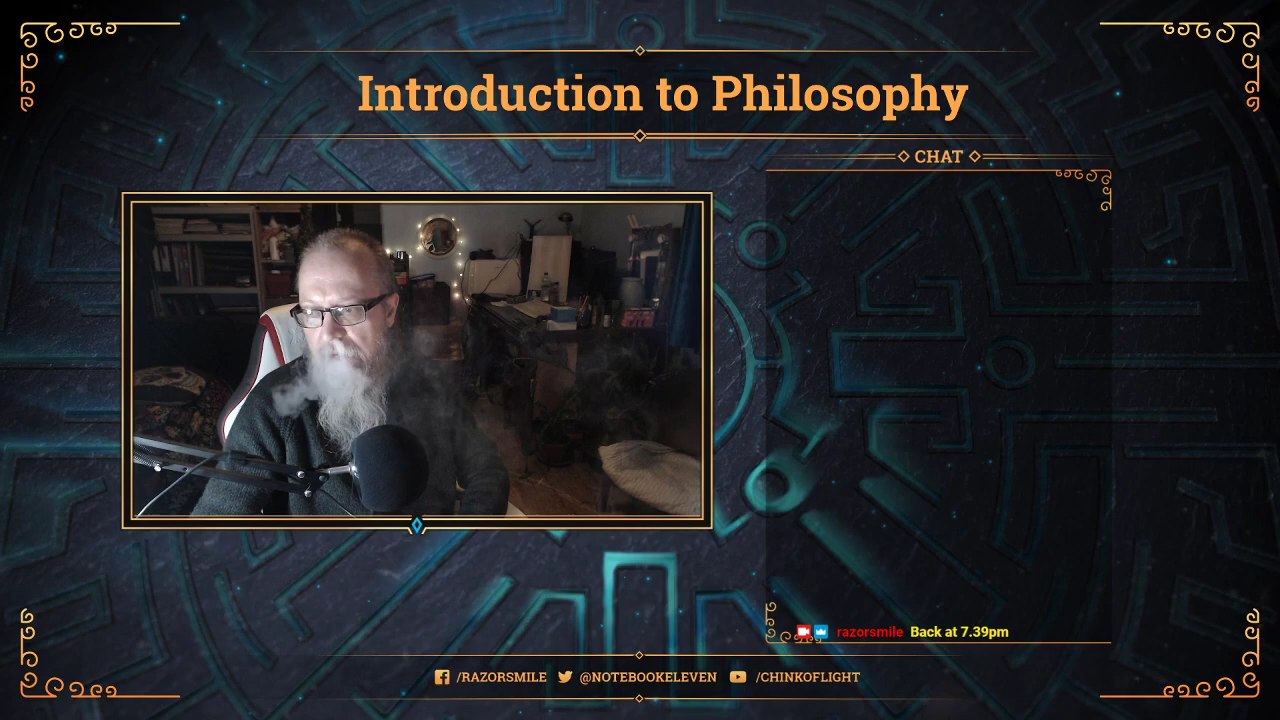 Introduction to Philosophy
CHAT
razorsmile Back at 7.39pm
/RAZORSMILE @NOTEBOOKELEVEN /CHINKOFLIGHT